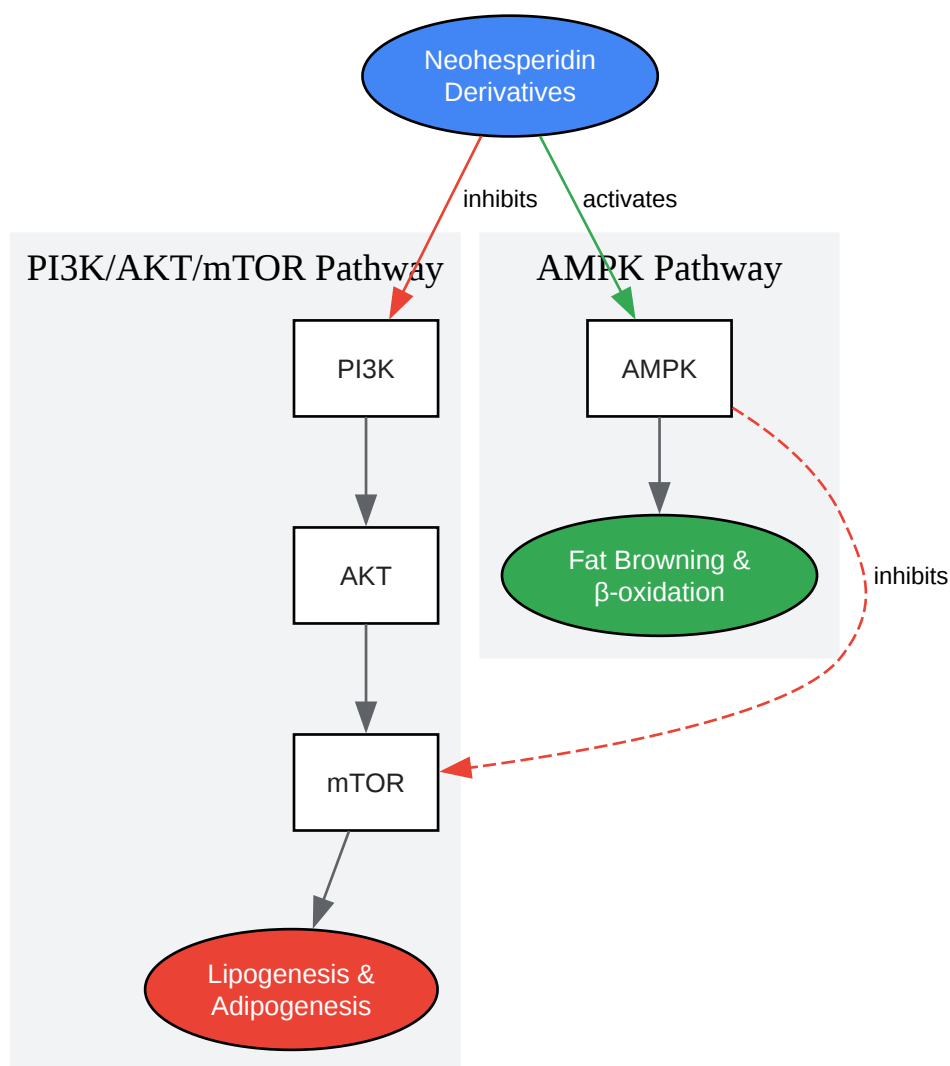 Neohesperidin
Derivatives
inhibits
activates
PI3K/AKT/mTOR Pathway
AMPK Pathway
PI3K
AMPK
AKT
Fat Browning &
β-oxidation
inhibits
mTOR
Lipogenesis &
Adipogenesis